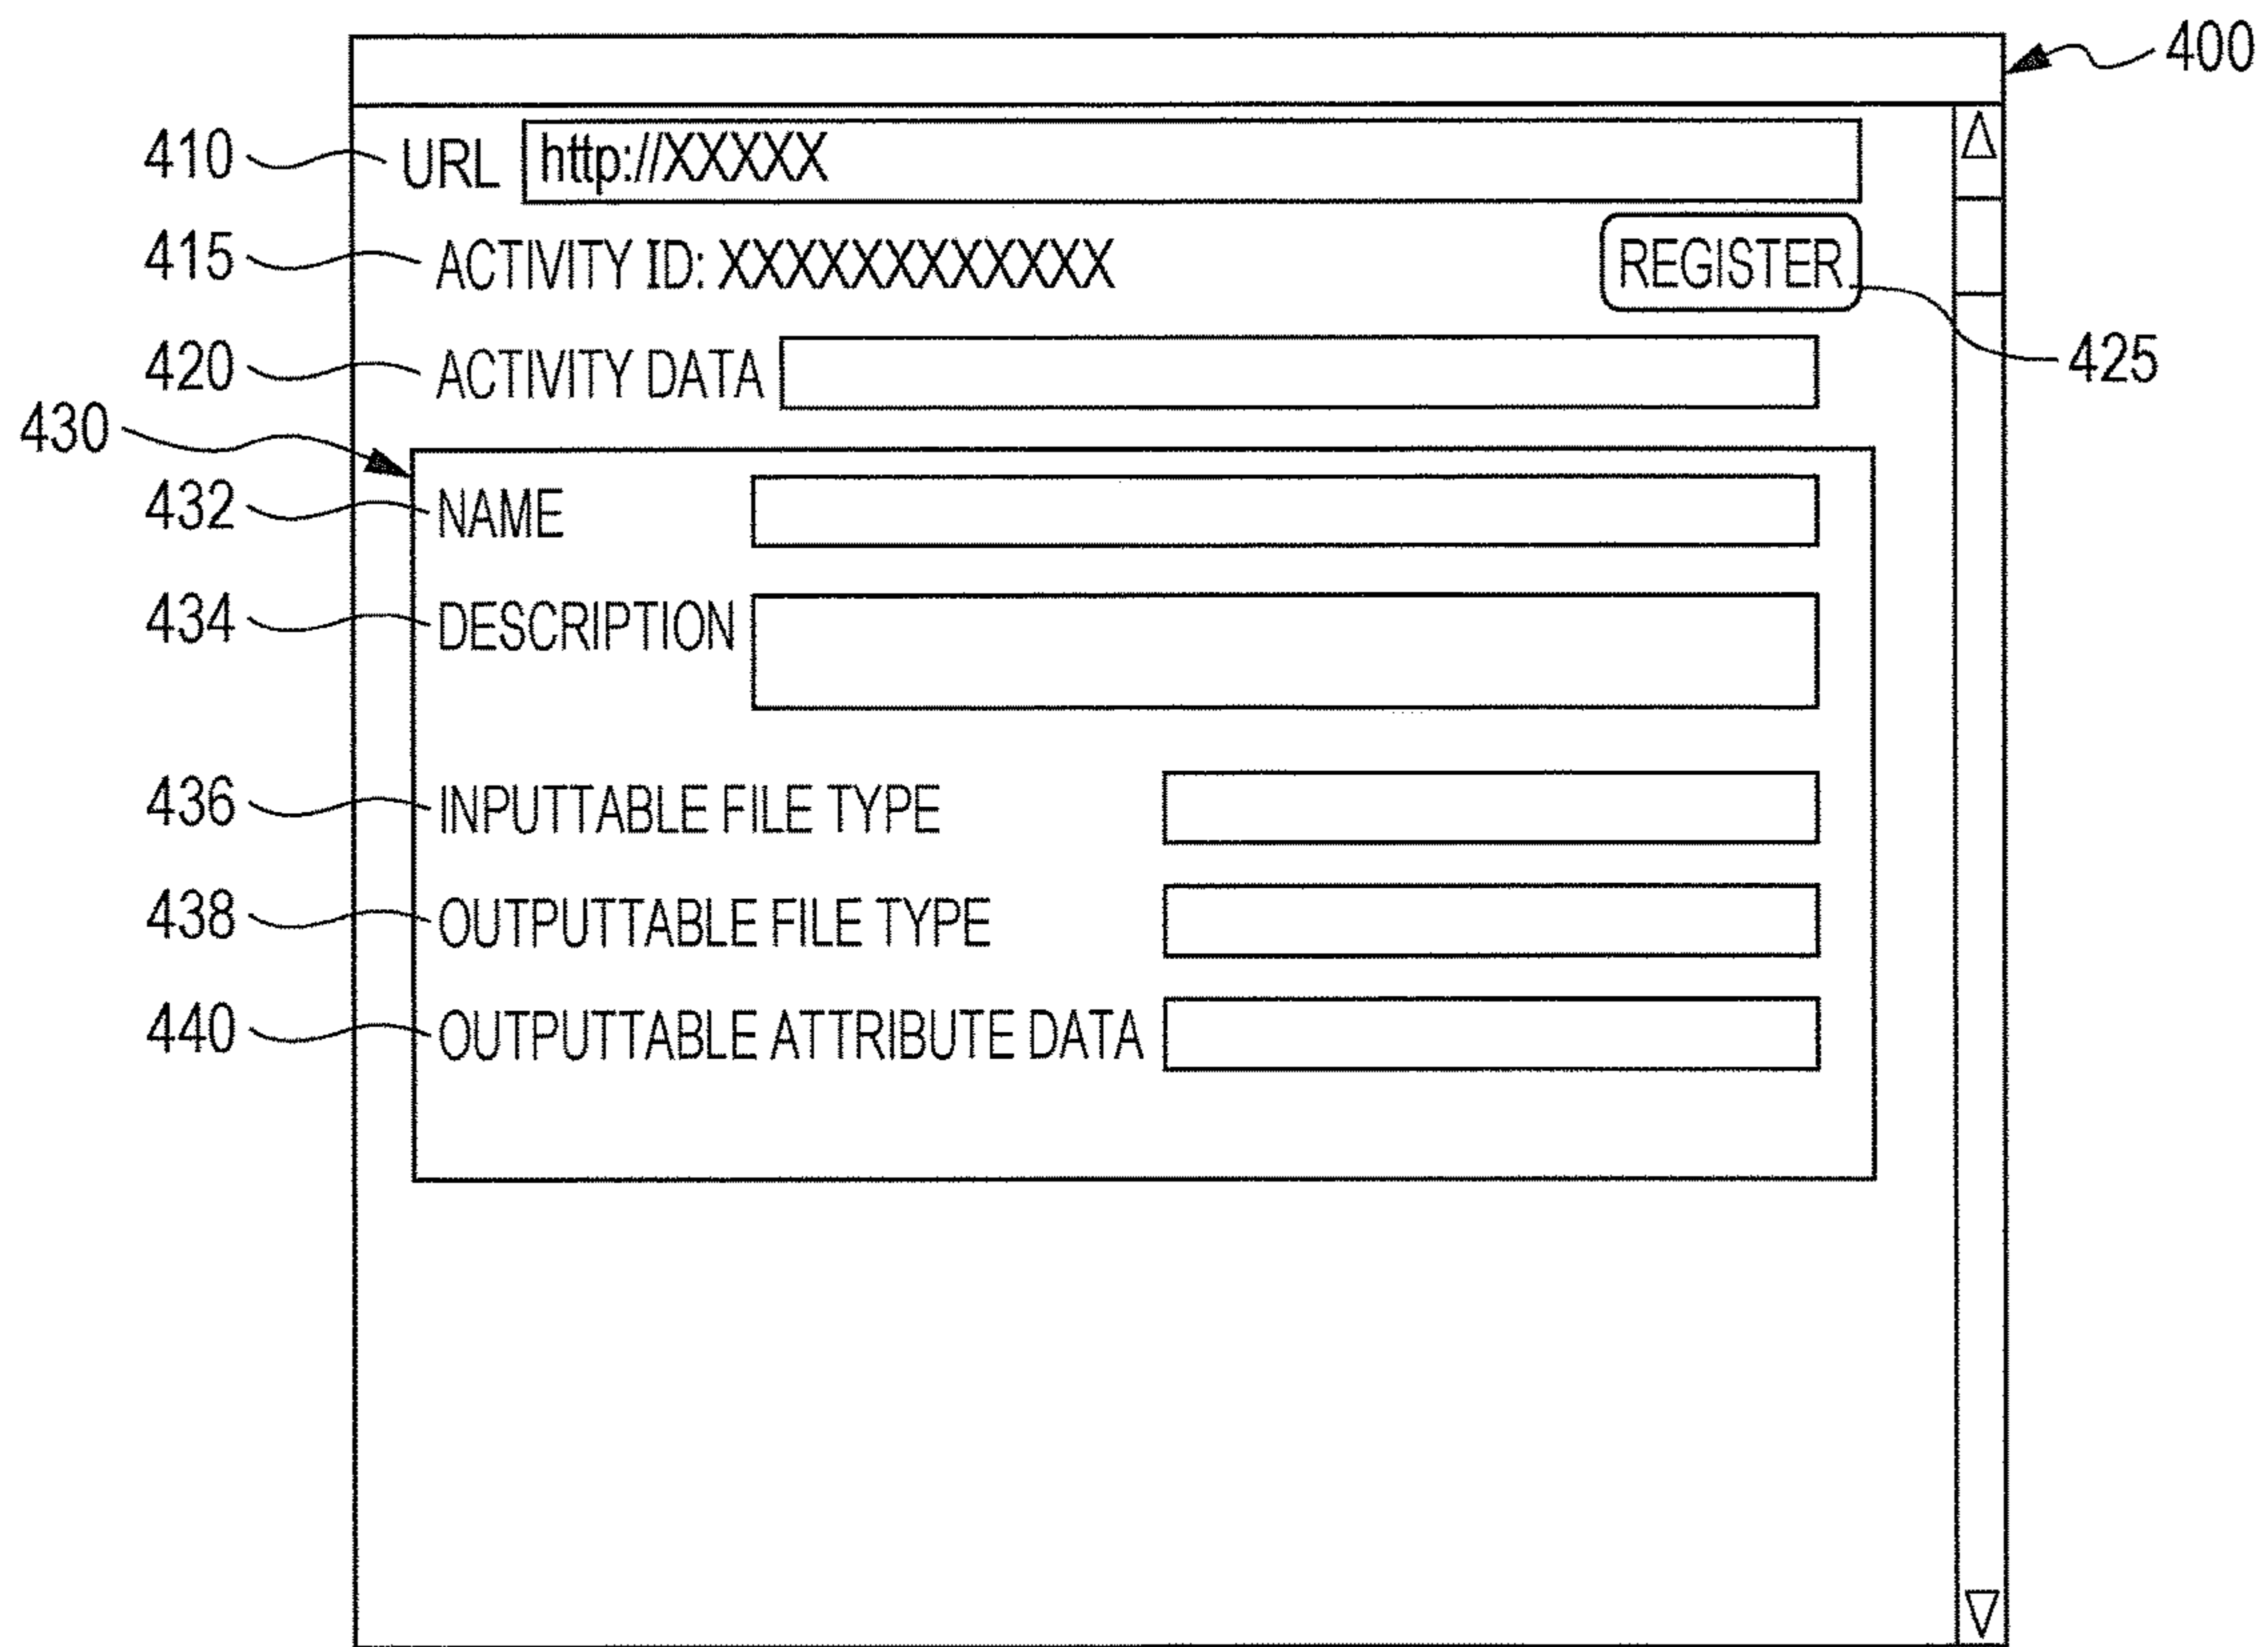 400
410 URL http://XXXXX
415 ACTIVITY ID: XXXXXXXXXXXX REGISTER
420 ACTIVITY DATA 425
430
432 NAME
434 DESCRIPTION
436 INPUTTABLE FILE TYPE
438 OUTPUTTABLE FILE TYPE
440 OUTPUTTABLE ATTRIBUTE DATA